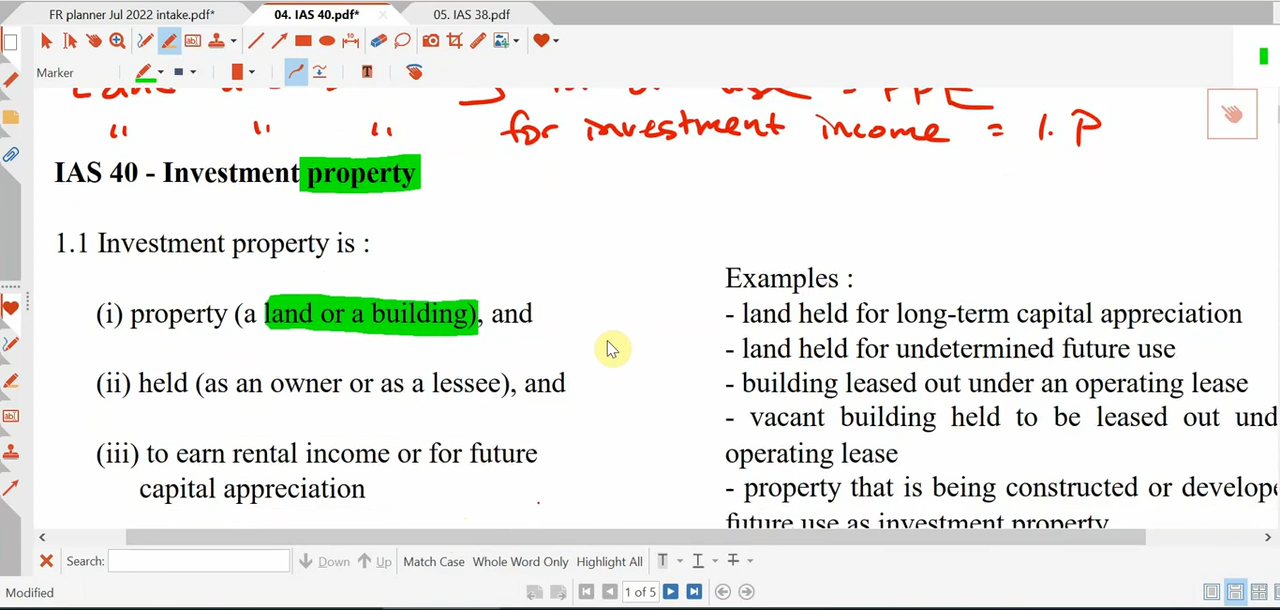 FR planner Jul 2022 intake.pdf* 04. IAS 40.pdf* 05. IAS 38.pdf
Marker
= PPE
" " " for investment income = I. P
IAS 40 - Investment property
1.1 Investment property is :
(i) property (a land or a building), and
(ii) held (as an owner or as a lessee), and
(iii) to earn rental income or for future
capital appreciation
Examples :
- land held for long-term capital appreciation
- land held for undetermined future use
- building leased out under an operating lease
- vacant building held to be leased out und
operating lease
- property that is being constructed or develope
future use as investment property
Search: Down Up Match Case Whole Word Only Highlight All
Modified 1 of 5